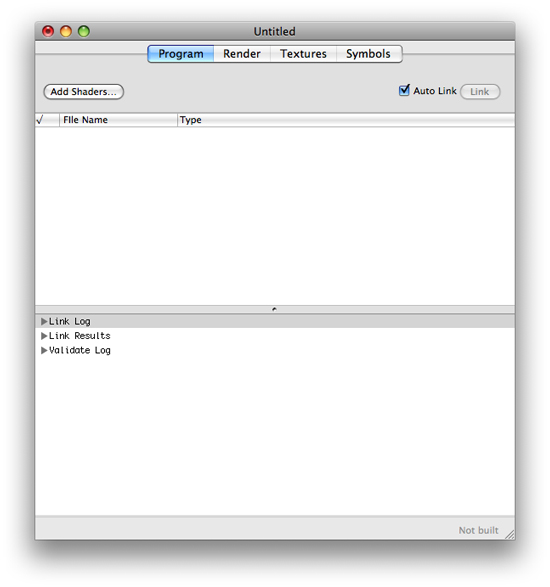 Untitled
Program Render Textures Symbols
Add Shaders... Auto Link Link
√ File Name Type
Link Log
Link Results
Validate Log
Not built